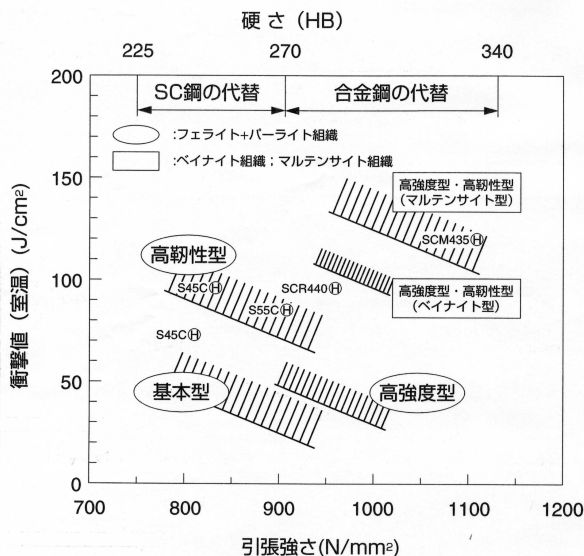 硬 さ (HB)
225 270 340
SC鋼の代替 合金鋼の代替
:フェライト+パーライト組織
:ベイナイト組織;マルテンサイト組織
高強度型・高靭性型
(マルテンサイト型)
SCM435Ⓗ
高靭性型
S45CⒽ
SCR440Ⓗ
S55CⒽ
高強度型・高靭性型
(ベイナイト型)
S45CⒽ
基本型
高強度型
衝撃値(室温)(J/cm²)
200
150
100
50
0
700 800 900 1000 1100 1200
引張強さ(N/mm²)